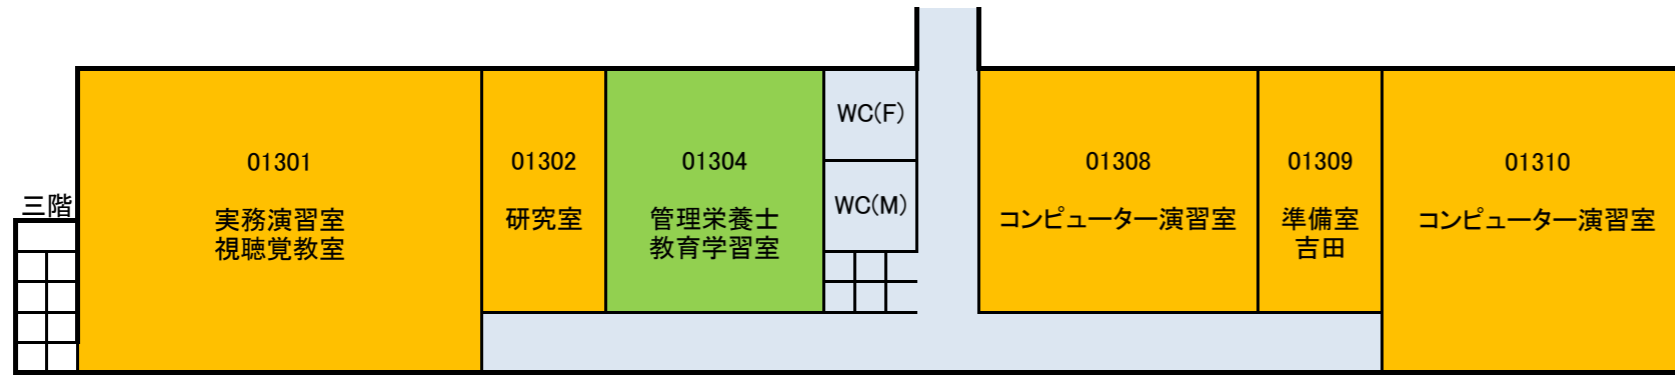 三階
01301
実務演習室
視聴覚教室
01302
研究室
01304
管理栄養士
教育学習室
WC(F)
WC(M)
01308
コンピューター演習室
01309
準備室
吉田
01310
コンピューター演習室